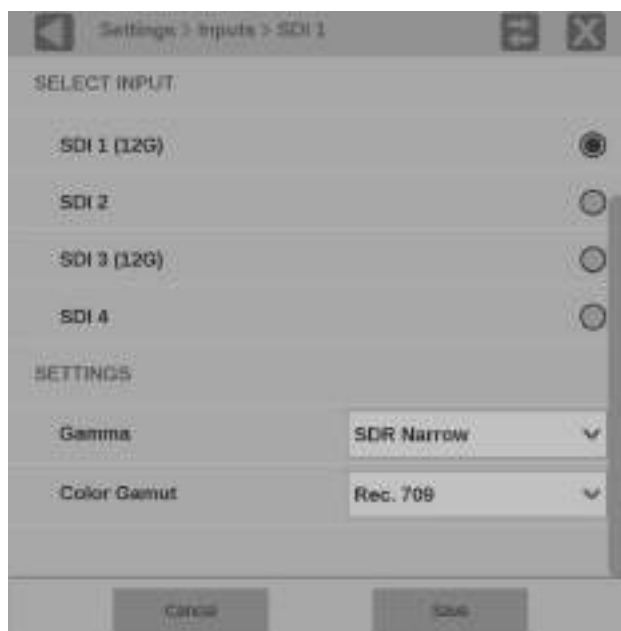 Settings > Inputs > SDI 1
SELECT INPUT
SDI 1 (12G)
SDI 2
SDI 3 (12G)
SDI 4
SETTINGS
Gamma SDR Narrow
Color Gamut Rec. 709
Cancel Save